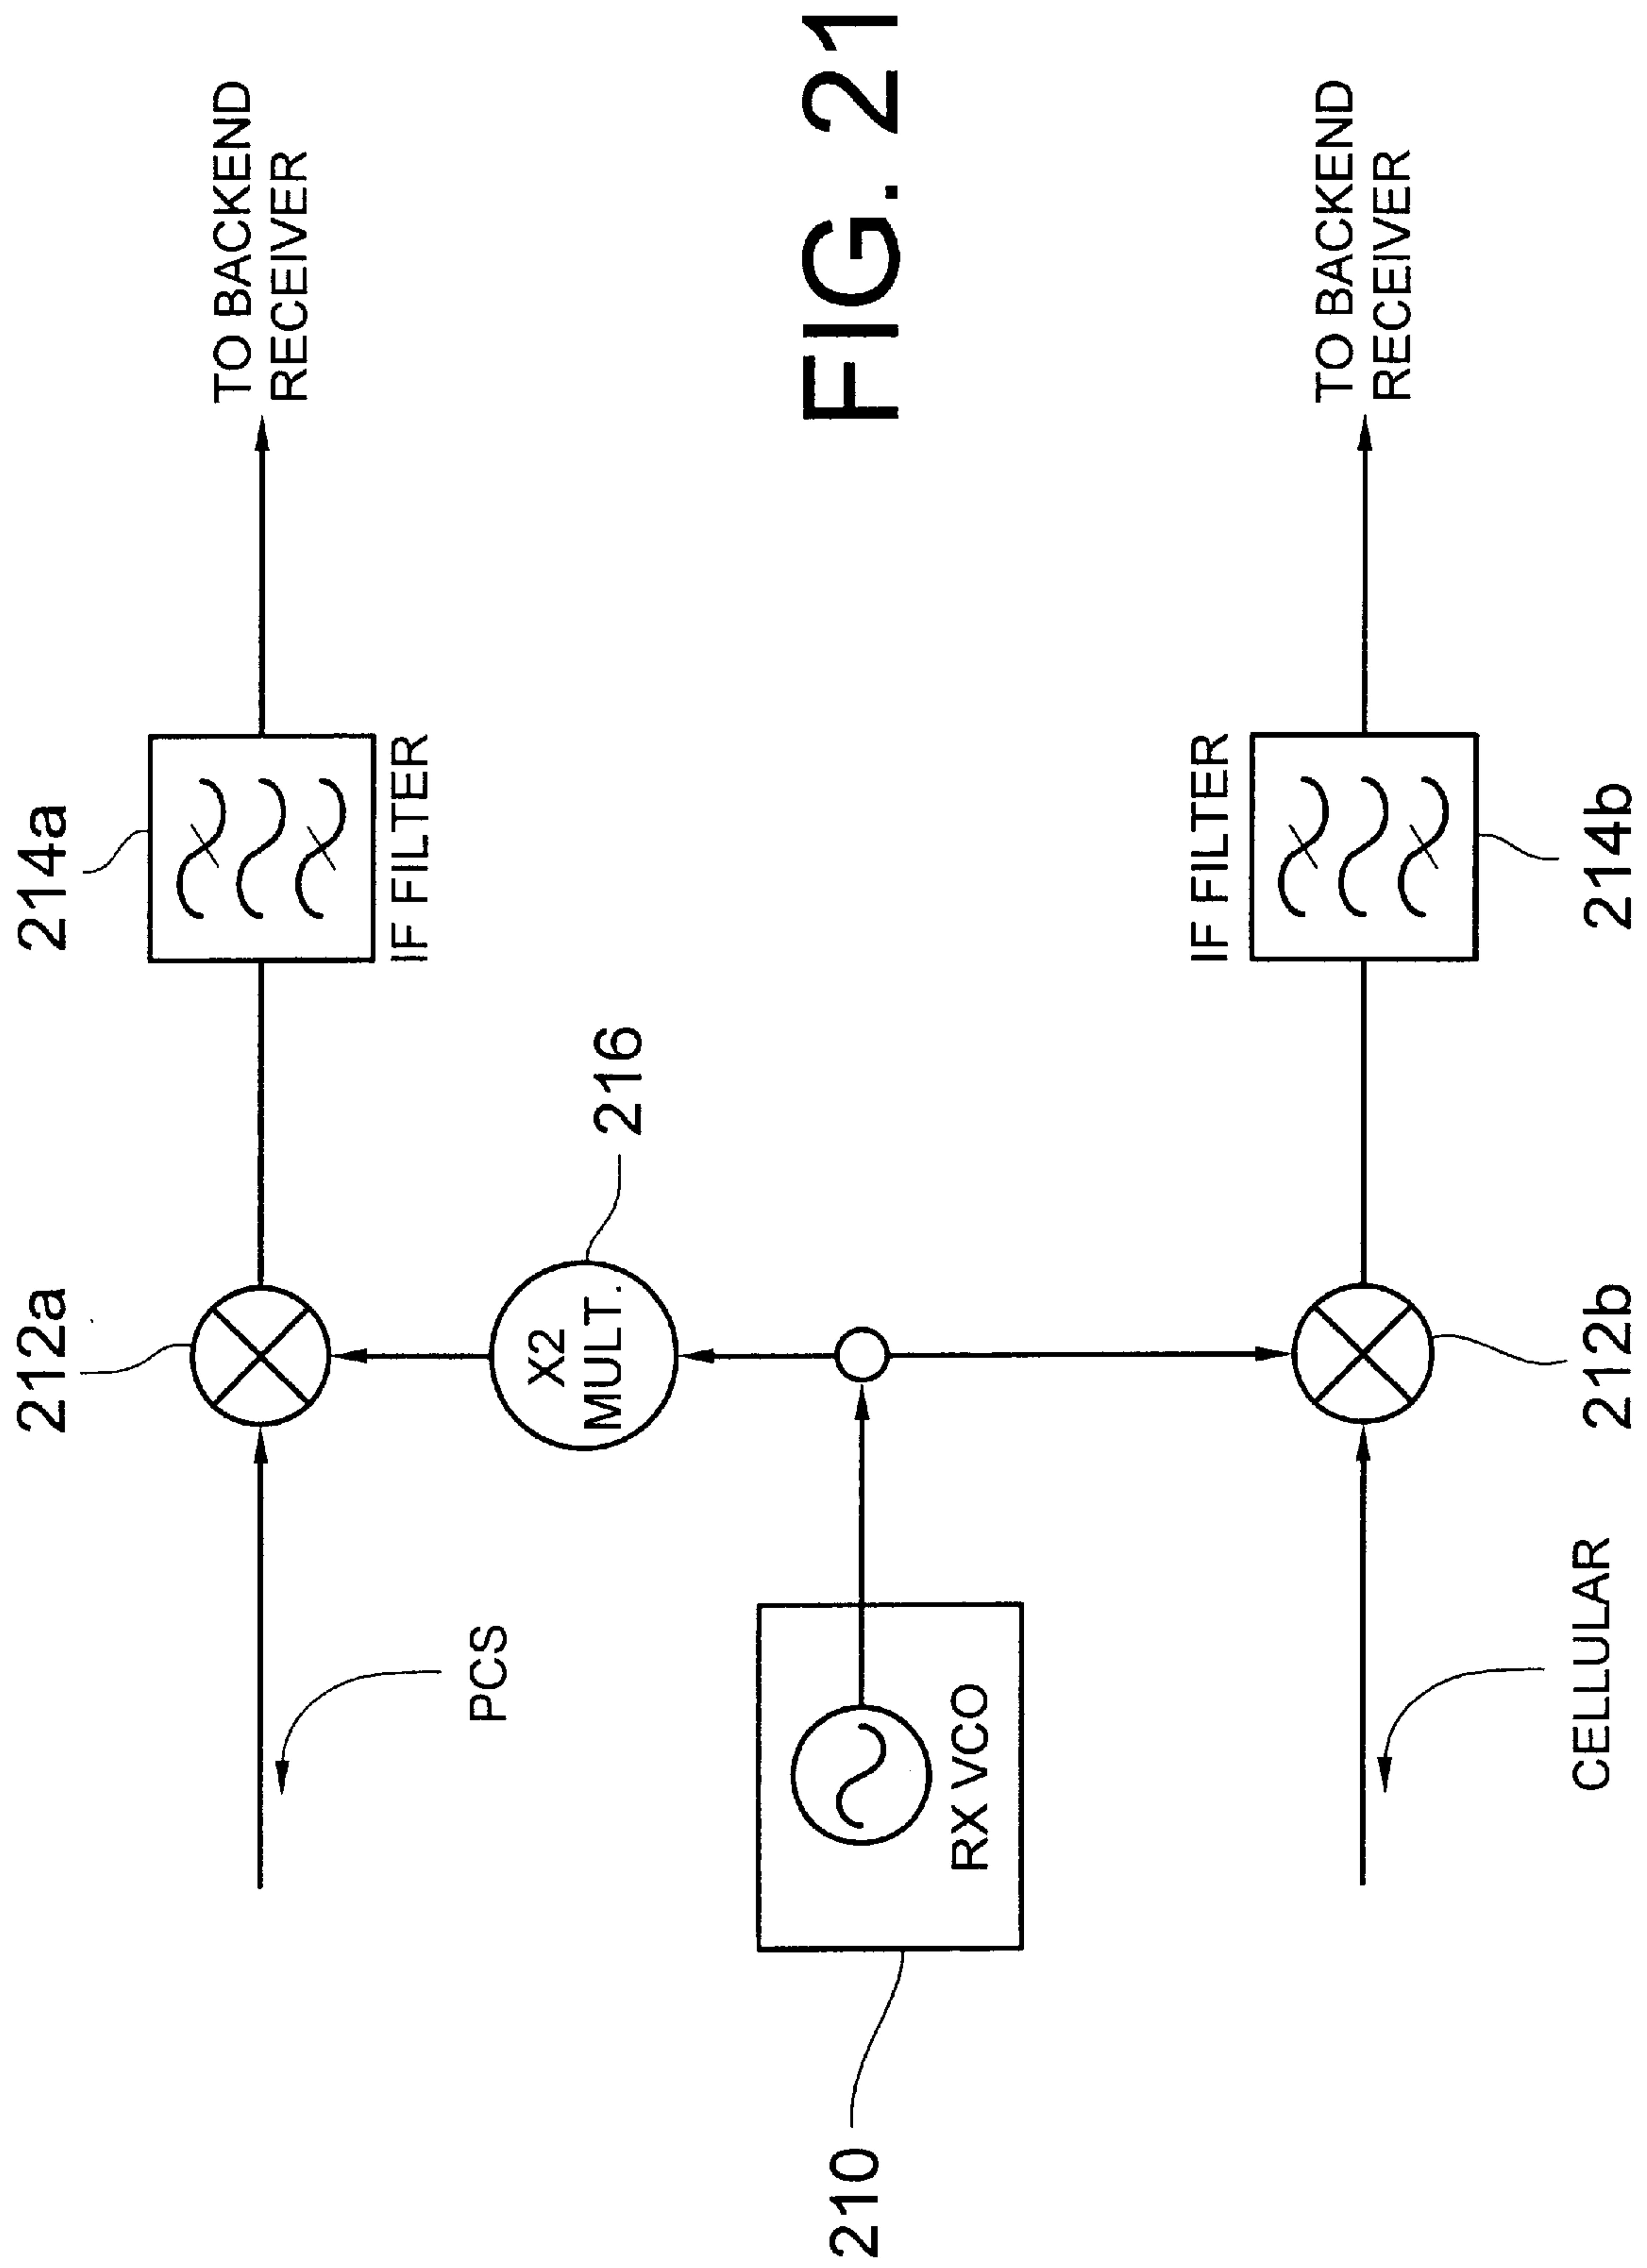 212a
214a
TO BACKEND
RECEIVER
PCS
X2
MULT.
216
IF FILTER
210
RX VCO
FIG. 21
IF FILTER
TO BACKEND
RECEIVER
CELLULAR
212b
214b